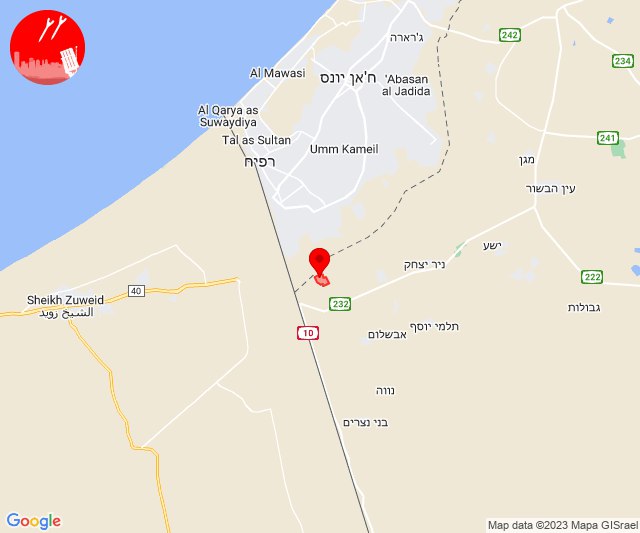 242
ג'רארה
234
Al Mawasi
ח'אן יונס
'Abasan
al Jadida
Al Qarya as
Suwaydiya
241
Tal as Sultan
Umm Kameil
רפיח
מגן
עין הבשור
ישע
ניר יצחק
222
40
Sheikh Zuweid
الشيخ زويد
232
גבולות
10
תלמי יוסף
אבשלום
נווה
בני נצרים
Google
Map data ©2023 Mapa GISrael